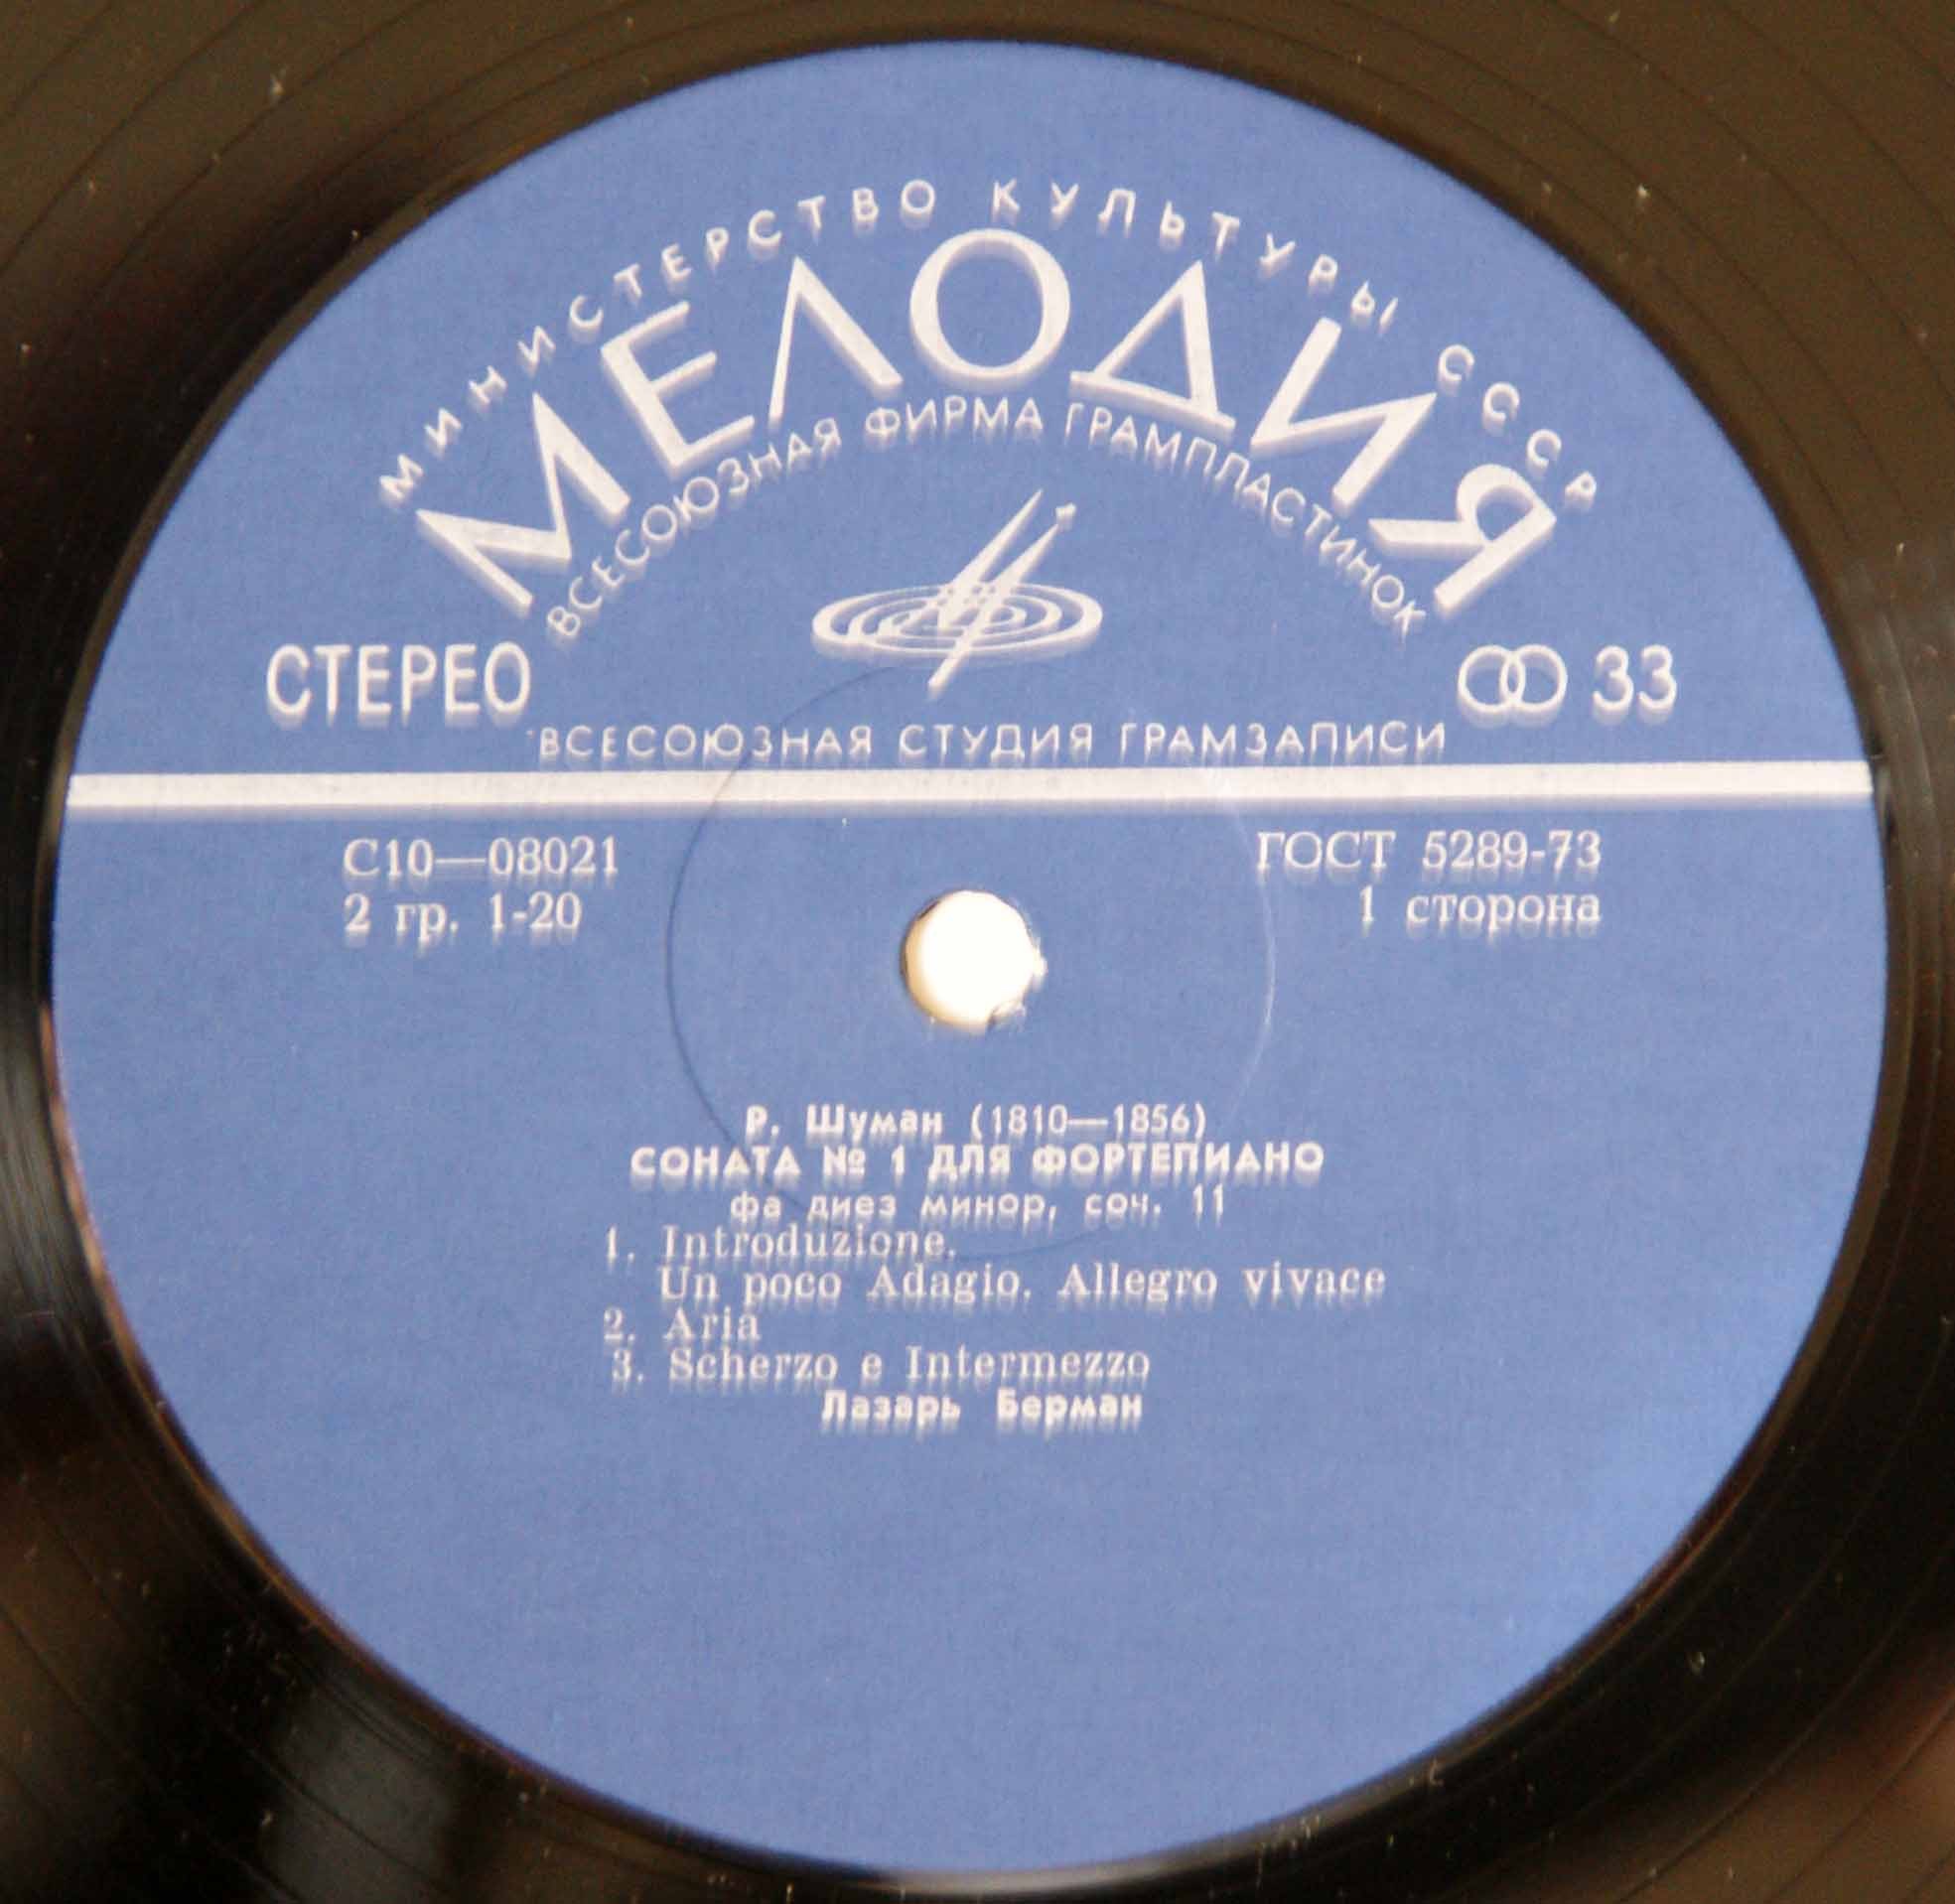 МИНИСТЕРСТВО КУЛЬТУРЫ СССР
МЕЛОДИЯ
ВСЕСОЮЗНАЯ ФИРМА ГРАМПЛАСТИНОК
СТЕРЕО
33
ВСЕСОЮЗНАЯ СТУДИЯ ГРАМЗАПИСИ
С10—08021
ГОСТ 5289-73
2 гр. 1-20
1 сторона
Р. Шуман (1810—1856)
СОНАТА № 1 ДЛЯ ФОРТЕПИАНО
фа диез минор, соч. 11
1. Introduzione.
Un poco Adagio. Allegro vivace
2. Aria
3. Scherzo e Intermezzo
Лазарь Берман